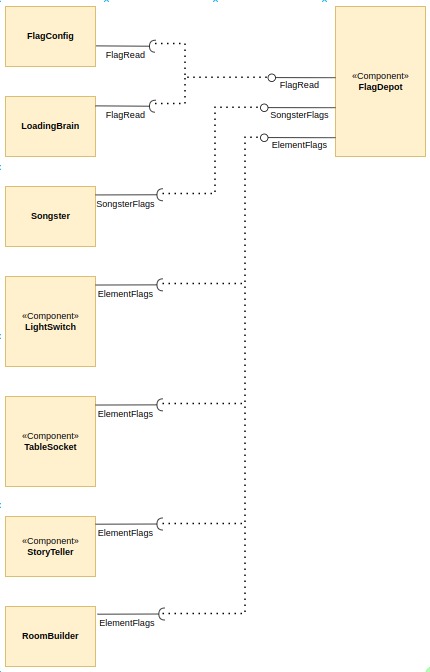 FlagConfig
FlagRead
«Component»
FlagDepot
FlagRead
LoadingBrain
FlagRead
SongsterFlags
ElementFlags
Songster
SongsterFlags
«Component»
LightSwitch
ElementFlags
«Component»
TableSocket
ElementFlags
«Component»
StoryTeller
ElementFlags
RoomBuilder
ElementFlags